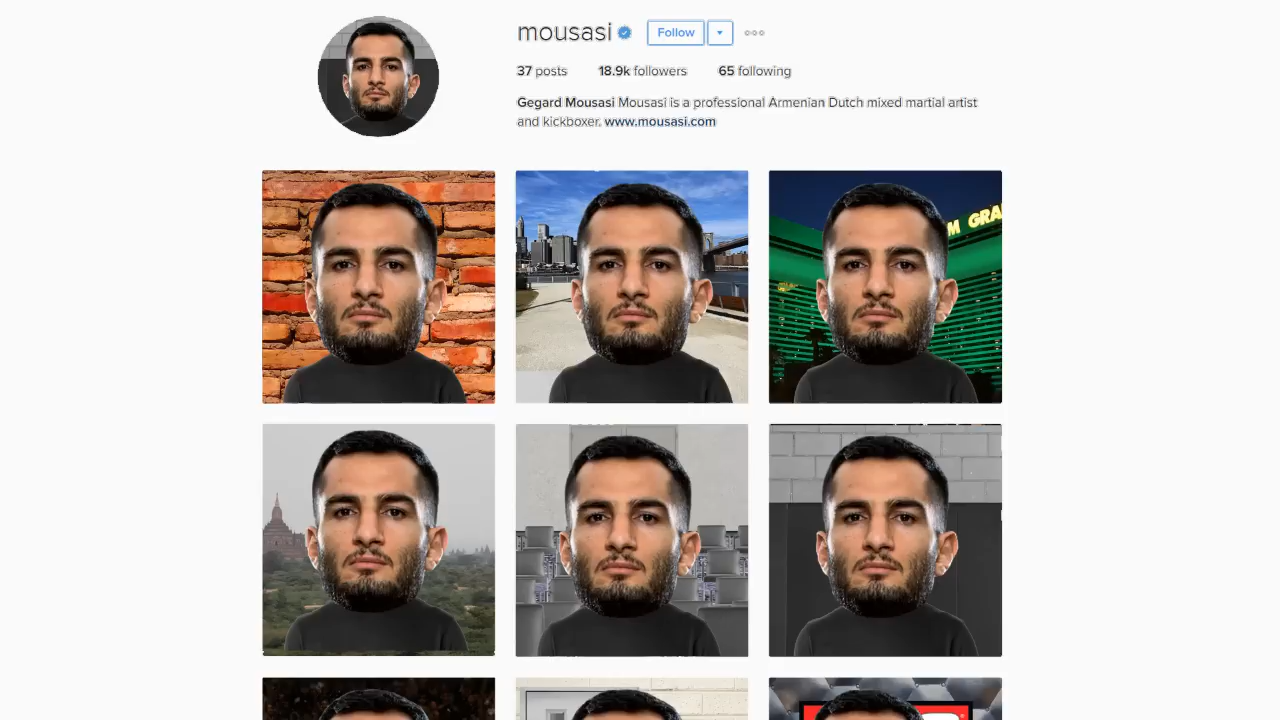 mousasi Follow
37 posts 18.9k followers 65 following
Gegard Mousasi Mousasi is a professional Armenian Dutch mixed martial artist
and kickboxer. www.mousasi.com
M GRA